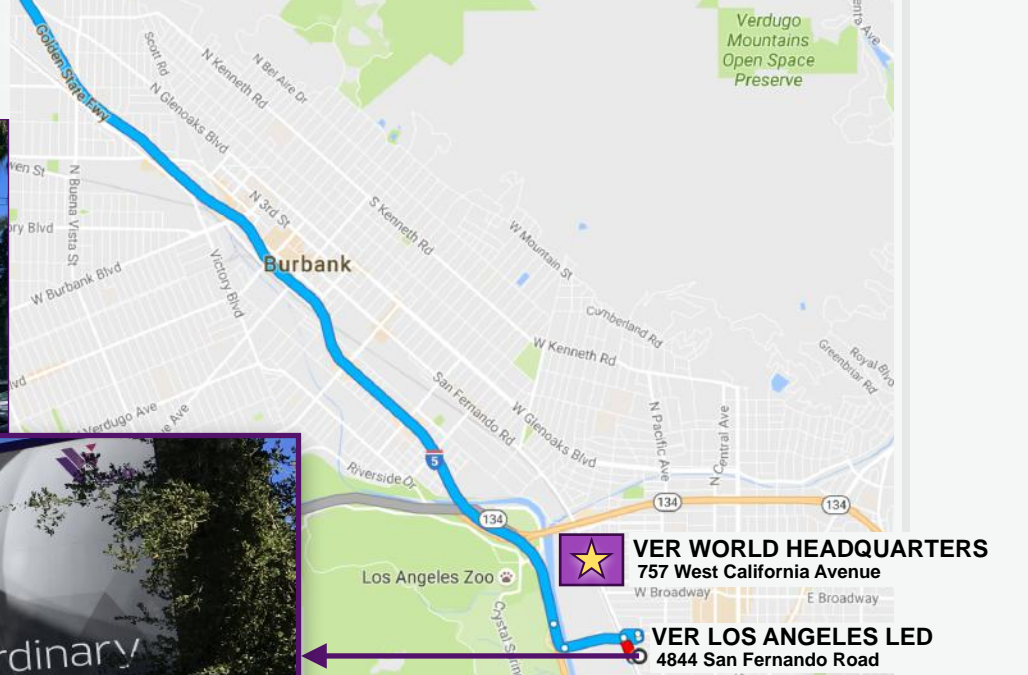 Golden State Fwy
Scott Rd
N Kenneth Rd
N Bel Aire Dr
N Glenoaks Blvd
Verdugo
Mountains
Open Space
Preserve
N Buena Vista St
N 3rd St
S Kenneth Rd
W Mountain St
Burbank
W Burbank Blvd
Victory Blvd
Cumberland Rd
W Kenneth Rd
Greenbriar Rd
Royal Blvd
San Fernando Rd
W Glenoaks Blvd
N Pacific Ave
N Central Ave
Verdugo Ave
5
Riverside Dr
134
134
134
VER WORLD HEADQUARTERS
757 West California Avenue
Los Angeles Zoo
W Broadway
E Broadway
VER LOS ANGELES LED
4844 San Fernando Road
rdinary